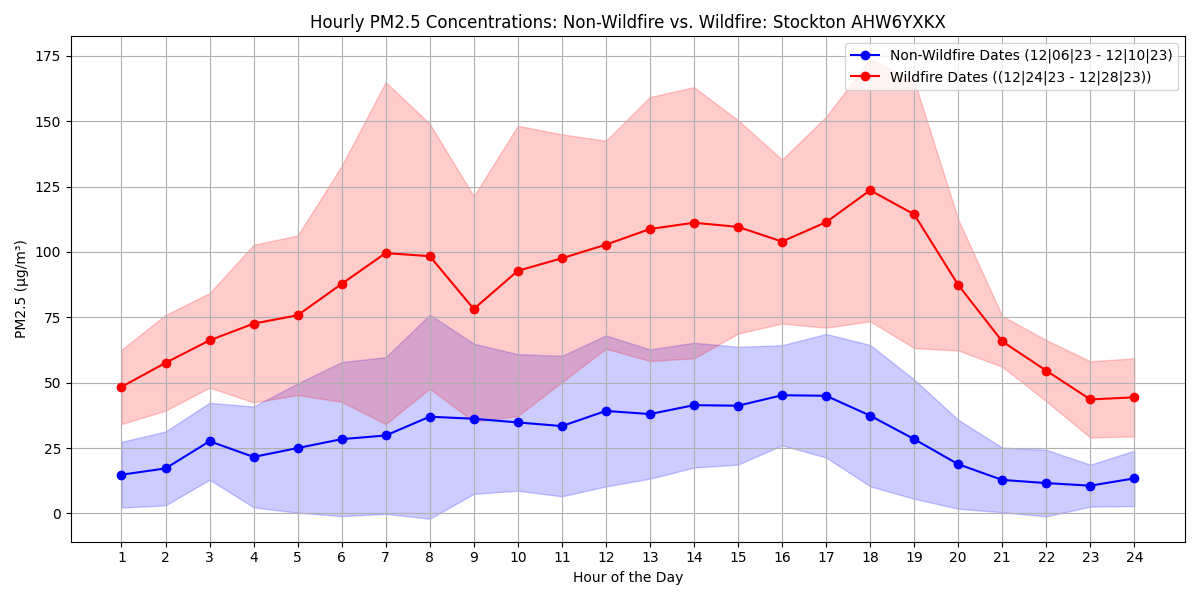 Hourly PM2.5 Concentrations: Non-Wildfire vs. Wildfire: Stockton AHW6YXKX
Non-Wildfire Dates (12|06|23 - 12|10|23)
Wildfire Dates ((12|24|23 - 12|28|23))
PM2.5 (µg/m³)
175
150
125
100
75
50
25
0
1 2 3 4 5 6 7 8 9 10 11 12 13 14 15 16 17 18 19 20 21 22 23 24
Hour of the Day